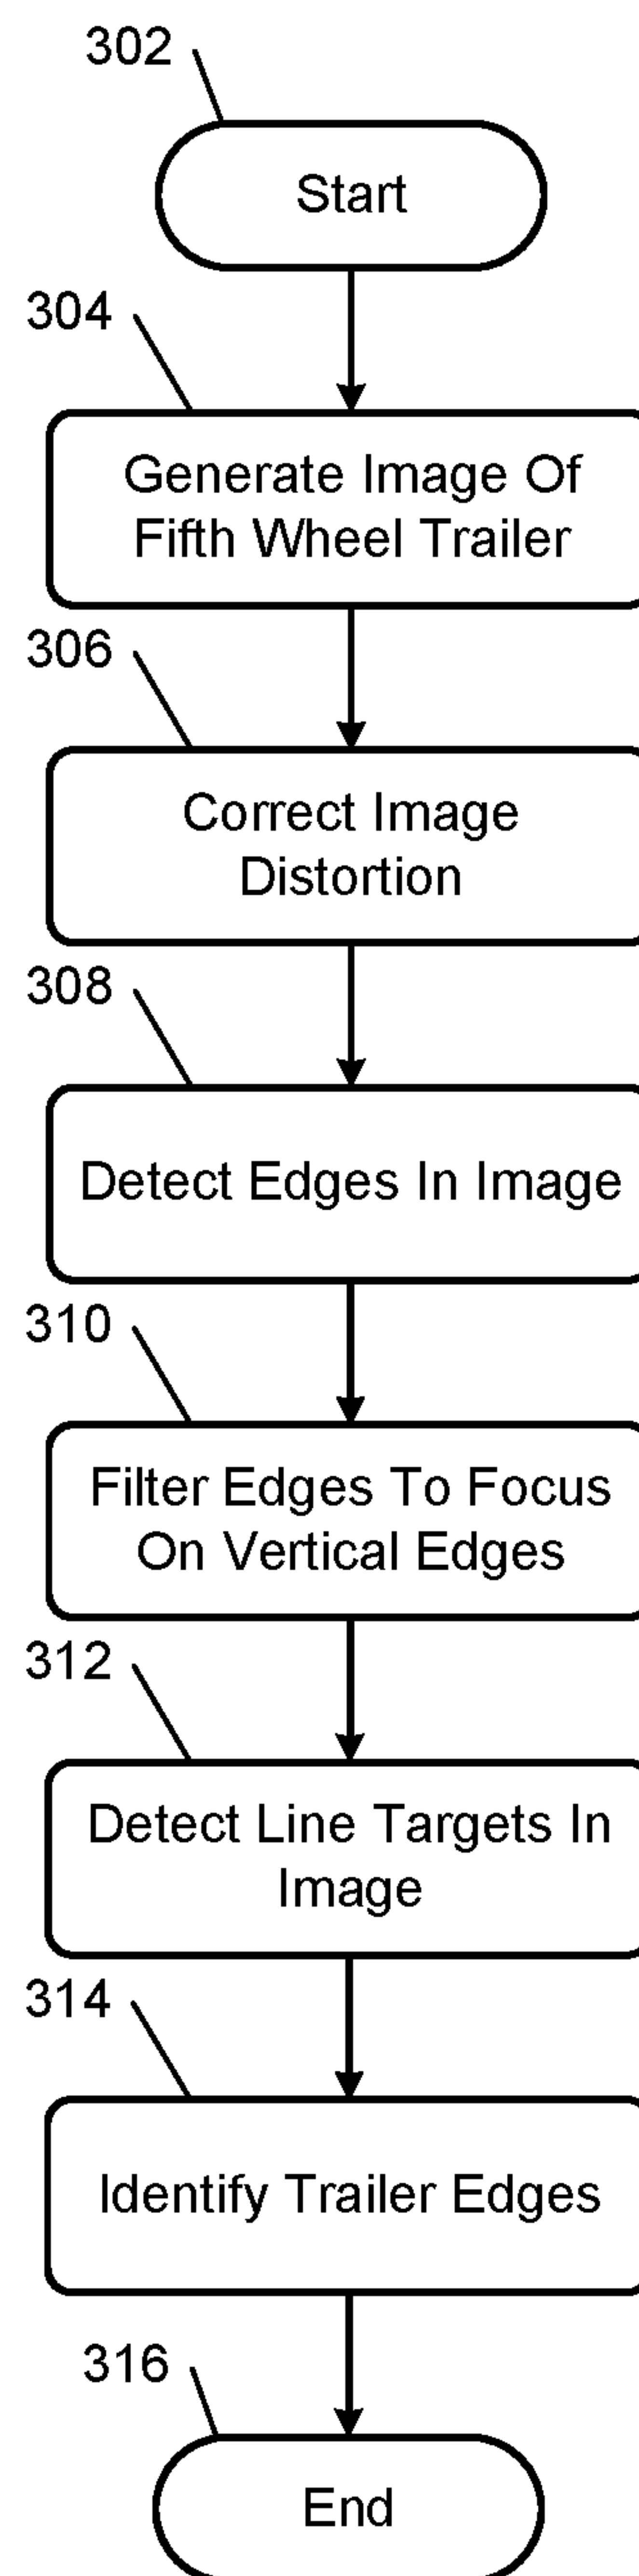 302
Start
304
Generate Image Of
Fifth Wheel Trailer
306
Correct Image
Distortion
308
Detect Edges In Image
310
Filter Edges To Focus
On Vertical Edges
312
Detect Line Targets In
Image
314
Identify Trailer Edges
316
End